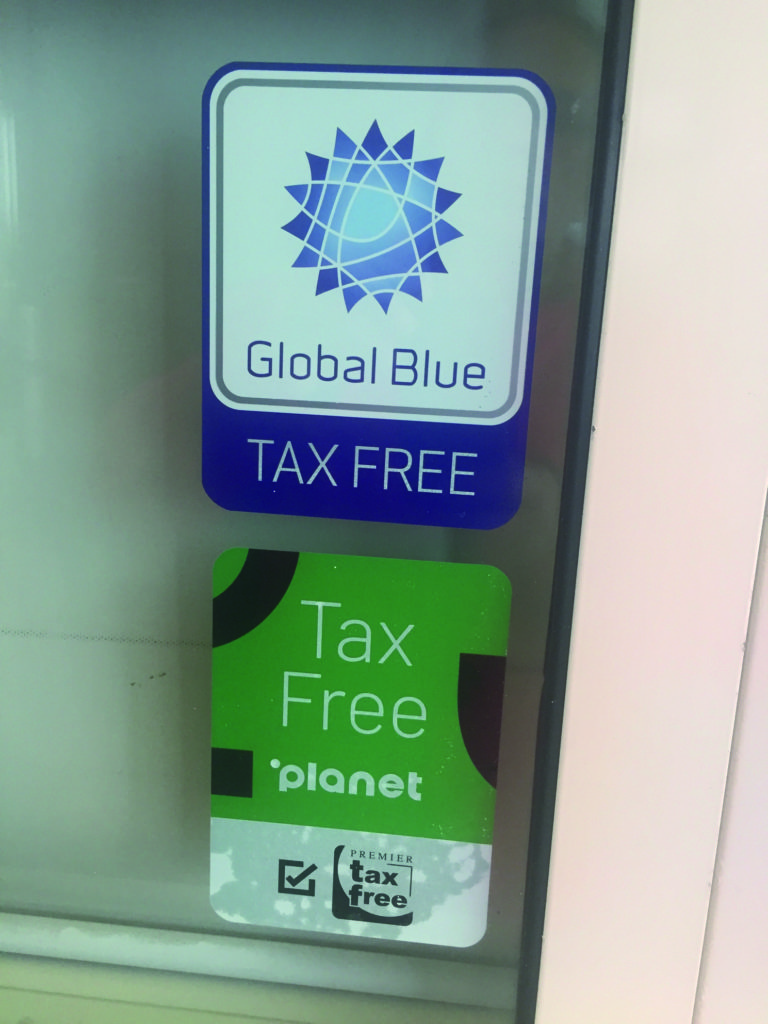 Global Blue
TAX FREE
Tax
Free
planet
PREMIER
tax
free